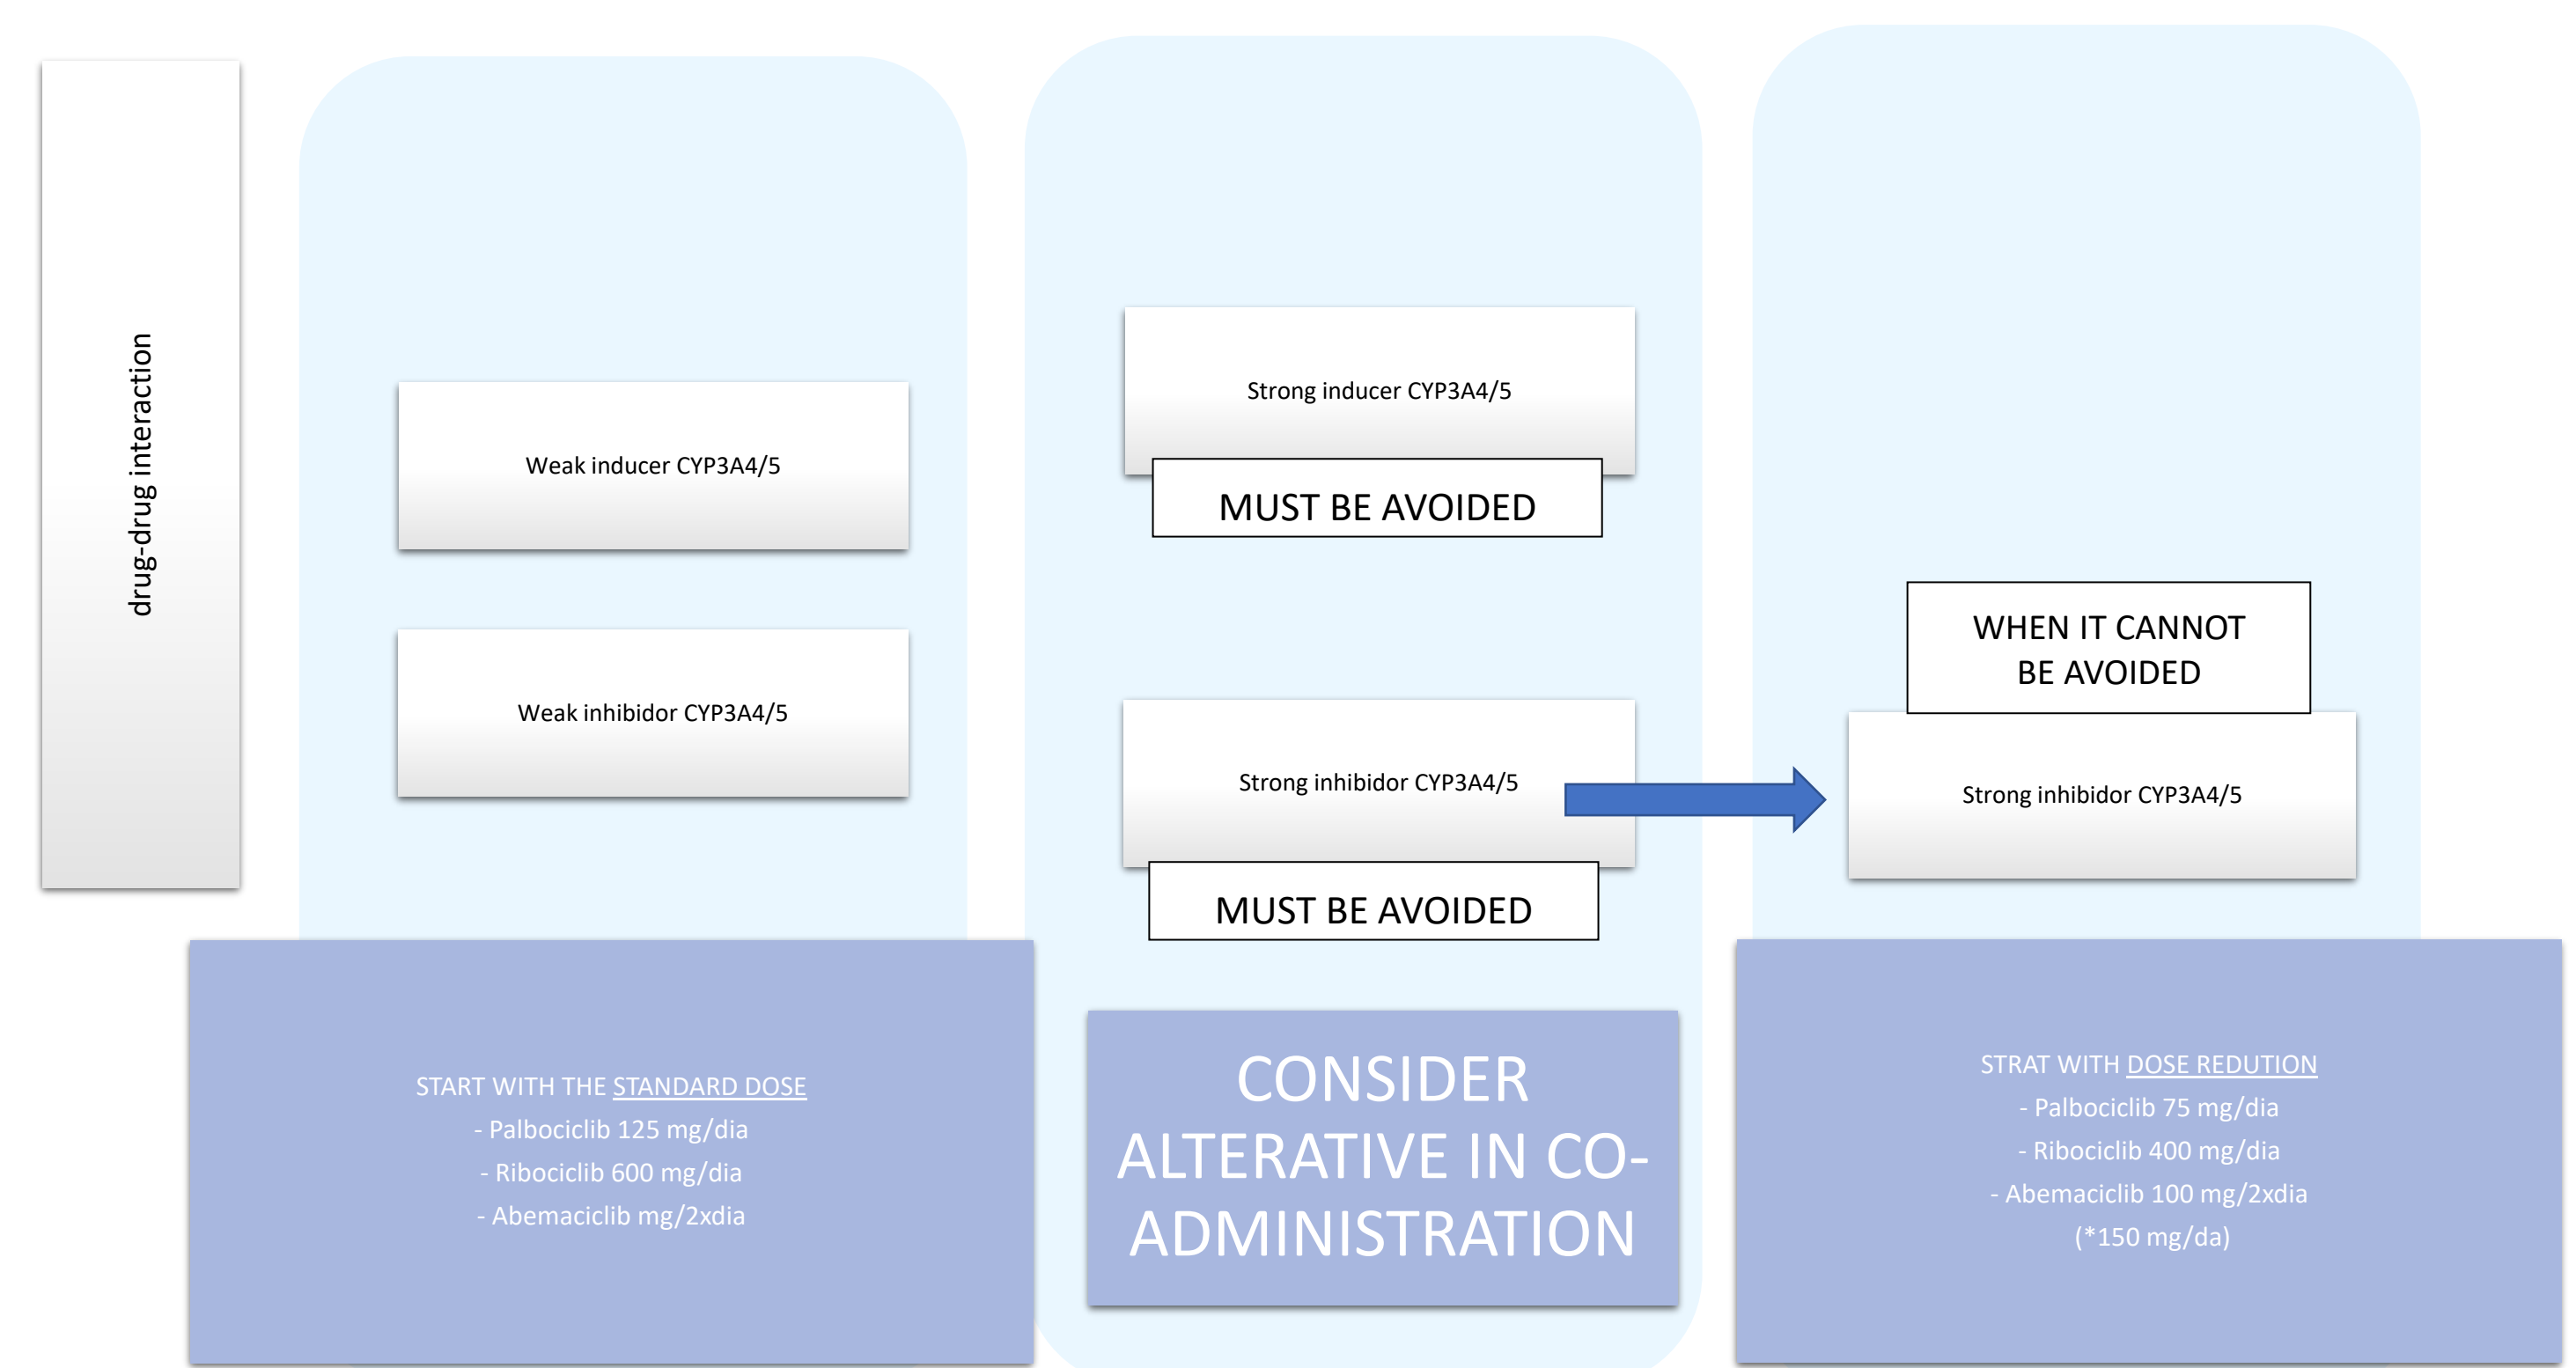 drug-drug interaction
Weak inducer CYP3A4/5
Weak inhibidor CYP3A4/5
START WITH THE STANDARD DOSE
- Palbociclib 125 mg/dia
- Ribociclib 600 mg/dia
- Abemaciclib mg/2xdia
Strong inducer CYP3A4/5
MUST BE AVOIDED
Strong inhibidor CYP3A4/5
MUST BE AVOIDED
CONSIDER
ALTERATIVE IN CO-
ADMINISTRATION
WHEN IT CANNOT
BE AVOIDED
Strong inhibidor CYP3A4/5
STRAT WITH DOSE REDUTION
- Palbociclib 75 mg/dia
- Ribociclib 400 mg/dia
- Abemaciclib 100 mg/2xdia
(*150 mg/da)